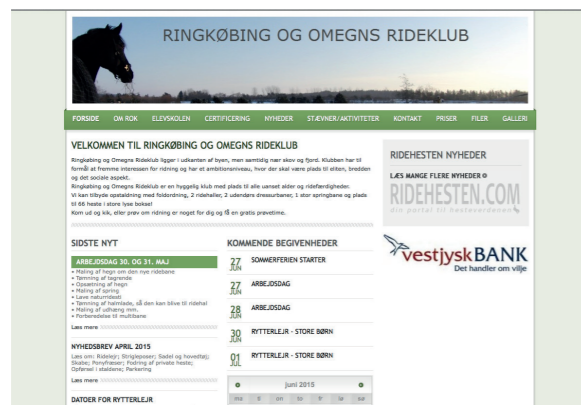 RINGKØBING OG OMEGNS RIDEKLUB
FORSIDE OM ROK ELEVSKOLEN CERTIFICERING NYHEDER STÆVNER/AKTIVITETER KONTAKT PRISER FILER GALLERI
VELKOMMEN TIL RINGKØBING OG OMEGNS RIDEKLUB
Ringkøbing og Omegns Rideklub ligger i udkanten af byen, men samtidig nær skov og fjord. Klubben har til
formål at fremme interessen for ridning og har et ambitionsniveau, hvor der skal være plads til eliten, bredden
og det sociale aspekt.
Ringkøbing og Omegns Rideklub er en hyggelig klub med plads til alle uanset alder og ridefærdigheder.
Vi kan tilbyde opstaldning med foldordning, 2 ridehaller, 2 udendørs dressurbaner, 1 stor springbane og plads
til 66 heste i store lyse bokse!
Kom ud og kik, eller prøv om ridning er noget for dig og få en gratis prøvetime.
RIDEHESTEN NYHEDER
LÆS MANGE FLERE NYHEDER
RIDEHESTEN.COM
din portal til hesteverdenen
vestjyskBANK
Det handler om vilje
SIDSTE NYT
ARBEJDSDAG 30. OG 31. MAJ
• Maling af hegn om den nye ridebane
• Tømning af tagrende
• Opsætning af hegn
• Maling af spring
• Lave naturridesti
• Tømning af halmlade, så den kan blive til ridehal
• Maling af udhæng mm.
• Forberedelse til multibane
Læs mere
NYHEDSBREV APRIL 2015
Læs om: Ridelejr; Strigleposer; Sadel og hovedtøj;
Skabe; Ponyfræser; Fodring af private heste;
Opførsel i staldene; Parkering
Læs mere
DATOER FOR RYTTERLEJR
KOMMENDE BEGIVENHEDER
27 SOMMERFERIEN STARTER
JUN
27 ARBEJDSDAG
JUN
28 ARBEJDSDAG
JUN
30 RYTTERLEJR - STORE BØRN
JUN
01 RYTTERLEJR - STORE BØRN
JUL
juni 2015
ma ti on to fr lø sø